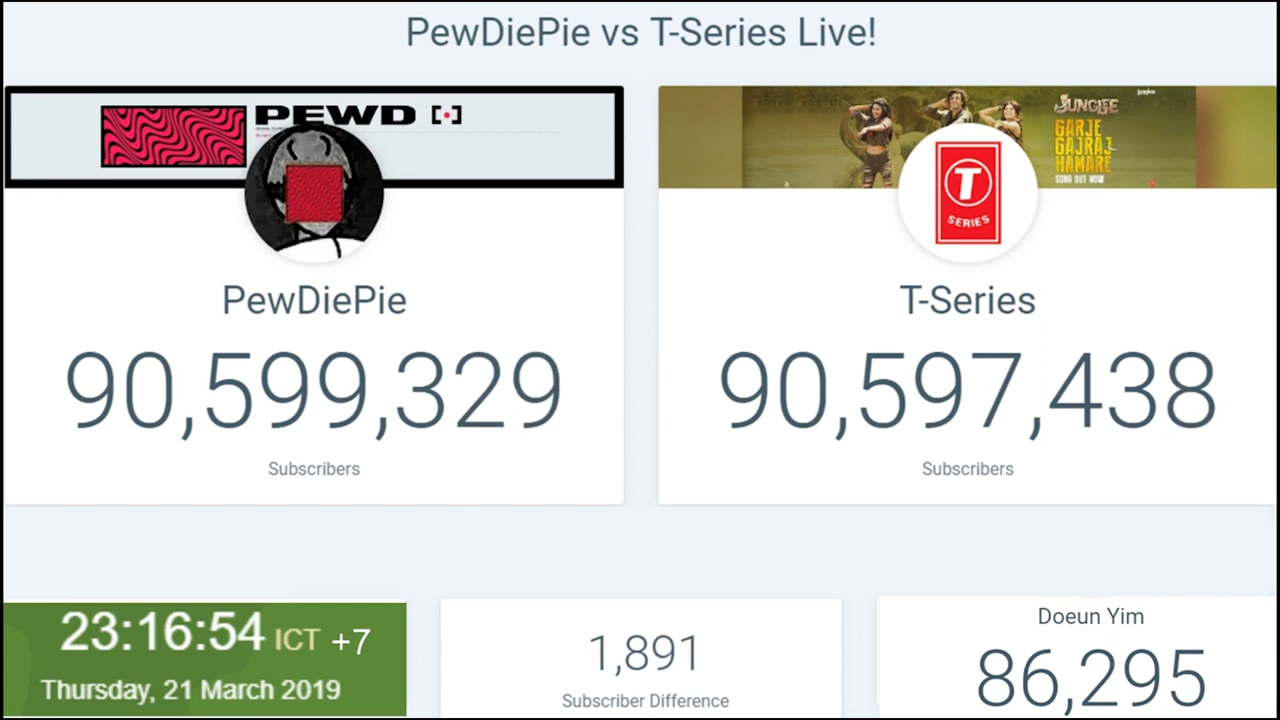 PewDiePie vs T-Series Live!
PEWD [·]
JUNGLEE
GARJE
GAJRAJ
HAMARE
SONG OUT NOW
T
SERIES
PewDiePie
90,599,329
Subscribers
T-Series
90,597,438
Subscribers
23:16:54 ICT +7
Thursday, 21 March 2019
1,891
Subscriber Difference
Doeun Yim
86,295